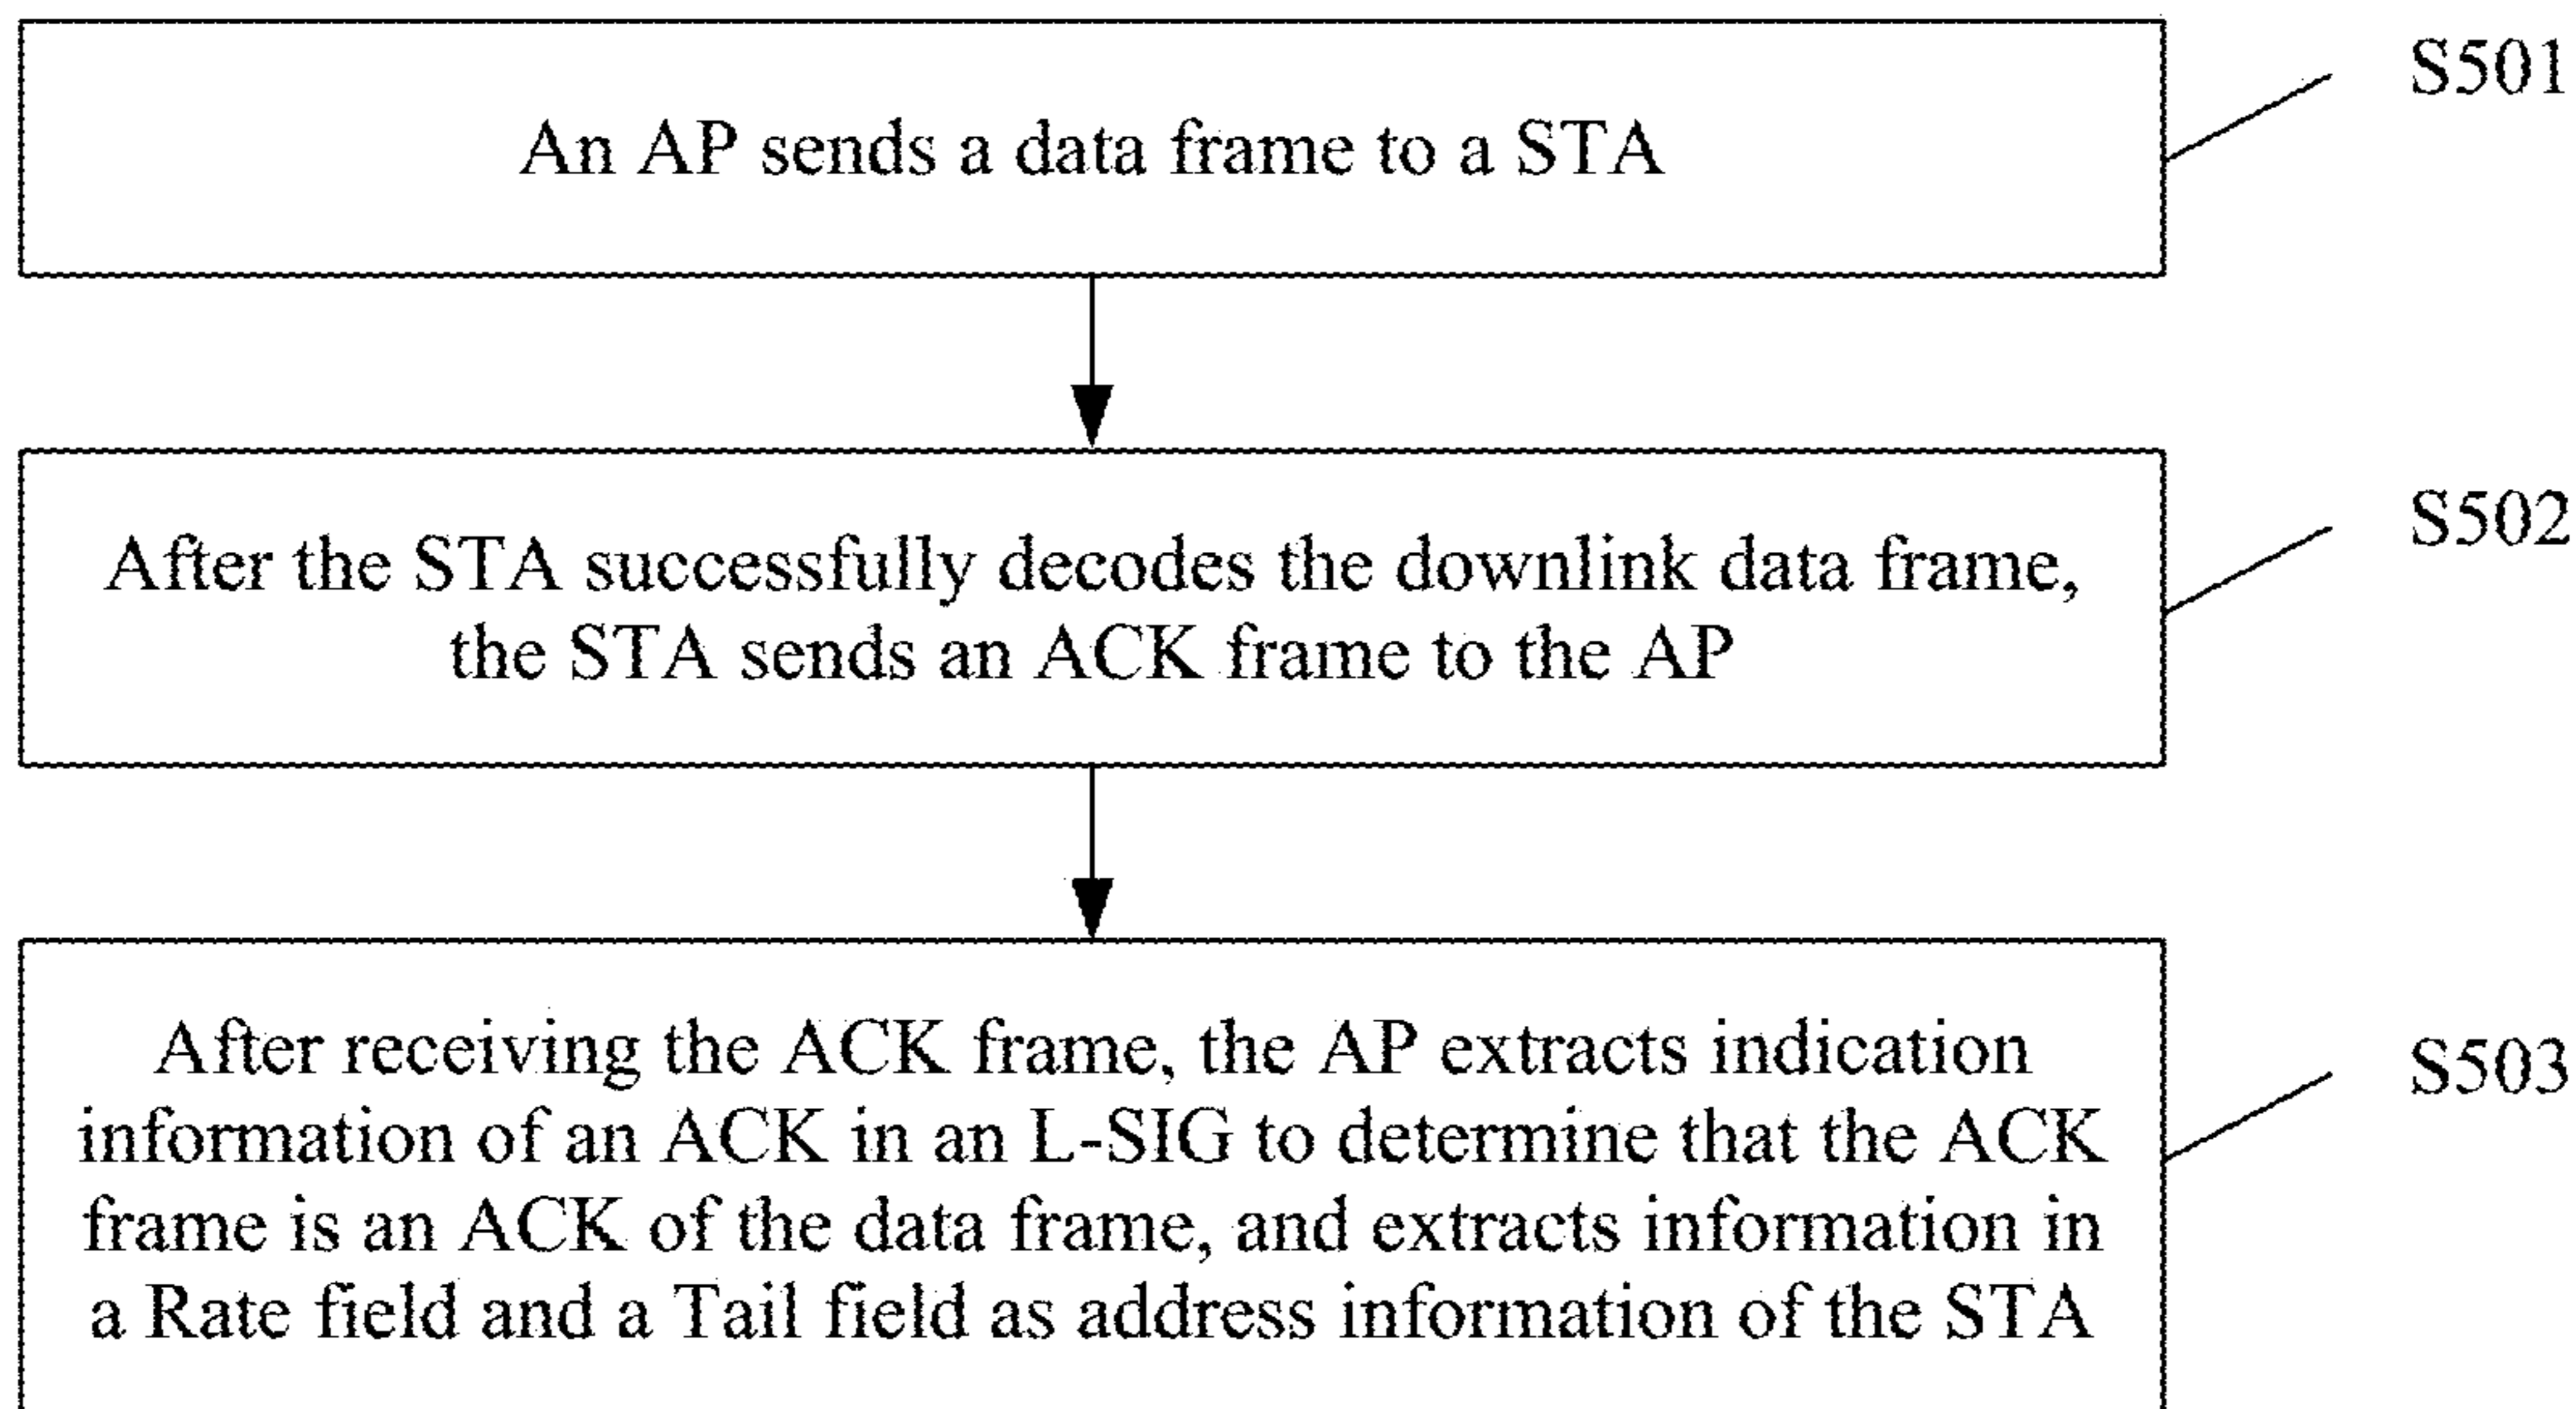 An AP sends a data frame to a STA
S501
After the STA successfully decodes the downlink data frame,
the STA sends an ACK frame to the AP
S502
After receiving the ACK frame, the AP extracts indication
information of an ACK in an L-SIG to determine that the ACK
frame is an ACK of the data frame, and extracts information in
a Rate field and a Tail field as address information of the STA
S503